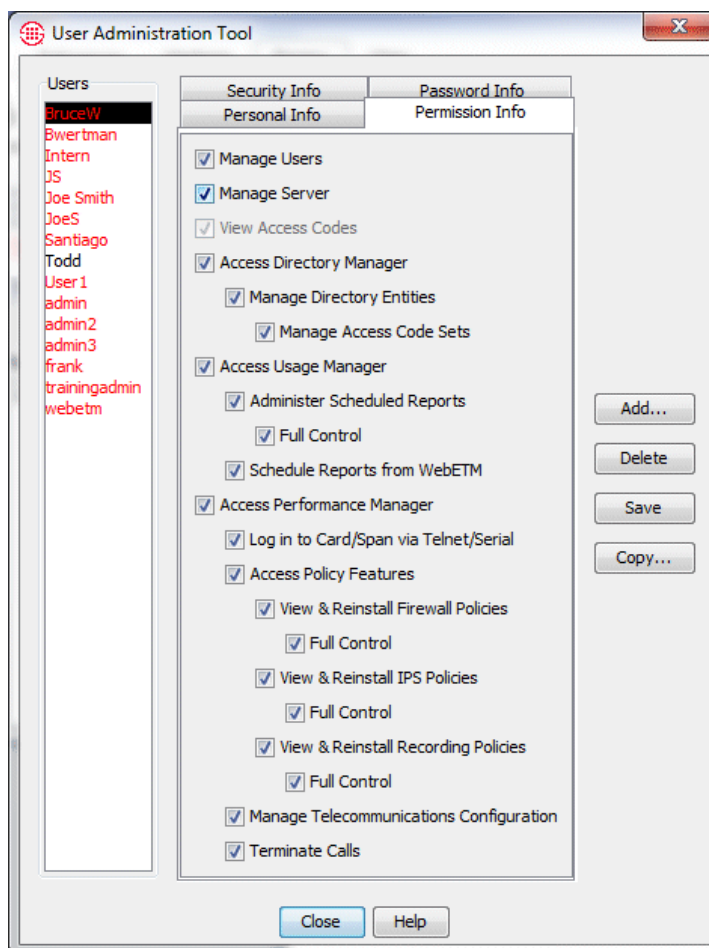 User Administration Tool
Users
BruceW
Bwertman
Intern
JS
Joe Smith
JoeS
Santiago
Todd
User1
admin
admin2
admin3
frank
trainingadmin
webetm
Security Info
Password Info
Personal Info
Permission Info
Manage Users
Manage Server
View Access Codes
Access Directory Manager
Manage Directory Entities
Manage Access Code Sets
Access Usage Manager
Administer Scheduled Reports
Full Control
Schedule Reports from WebETM
Access Performance Manager
Log in to Card/Span via Telnet/Serial
Access Policy Features
View & Reinstall Firewall Policies
Full Control
View & Reinstall IPS Policies
Full Control
View & Reinstall Recording Policies
Full Control
Manage Telecommunications Configuration
Terminate Calls
Add...
Delete
Save
Copy...
Close
Help